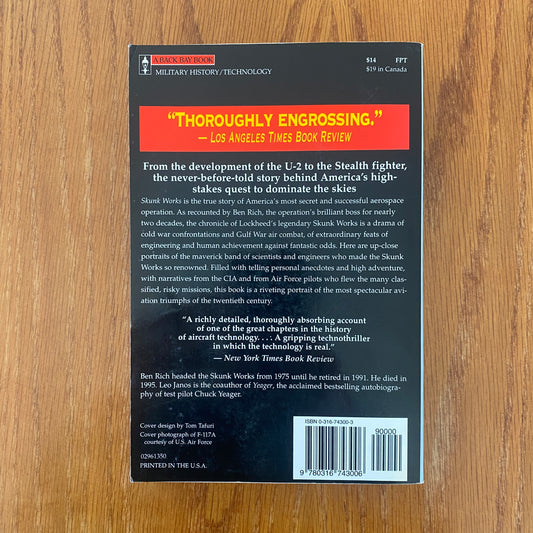 A BACK BAY BOOK
MILITARY HISTORY/TECHNOLOGY
$14 FPT
$19 in Canada
"THOROUGHLY ENGROSSING."
— LOS ANGELES TIMES BOOK REVIEW
From the development of the U-2 to the Stealth fighter,
the never-before-told story behind America's high-
stakes quest to dominate the skies
Skunk Works is the true story of America's most secret and successful aerospace
operation. As recounted by Ben Rich, the operation's brilliant boss for nearly
two decades, the chronicle of Lockheed's legendary Skunk Works is a drama of
cold war confrontations and Gulf War air combat, of extraordinary feats of
engineering and human achievement against fantastic odds. Here are up-close
portraits of the maverick band of scientists and engineers who made the Skunk
Works so renowned. Filled with telling personal anecdotes and high adventure,
with narratives from the CIA and from Air Force pilots who flew the many clas-
sified, risky missions, this book is a riveting portrait of the most spectacular avi-
ation triumphs of the twentieth century.
"A richly detailed, thoroughly absorbing account
of one of the great chapters in the history
of aircraft technology. . . . A gripping technothriller
in which the technology is real."
— New York Times Book Review
Ben Rich headed the Skunk Works from 1975 until he retired in 1991. He died in
1995. Leo Janos is the coauthor of Yeager, the acclaimed bestselling autobiogra-
phy of test pilot Chuck Yeager.
Cover design by Tom Tafuri
Cover photograph of F-117A
courtesy of U.S. Air Force
02961350
PRINTED IN THE U.S.A.
ISBN 0-316-74300-3
90000
9 780316 743006